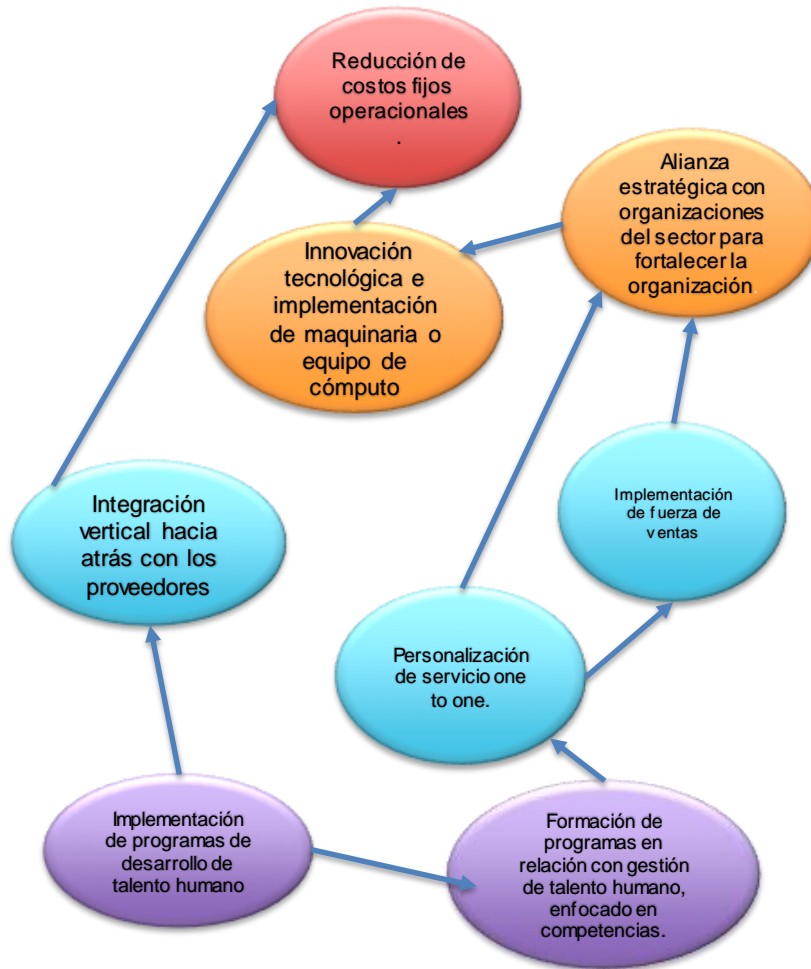 Reducción de
costos fijos
operacionales
.
Alianza
estratégica con
organizaciones
del sector para
fortalecer la
organización.
Innovación
tecnológica e
implementación
de maquinaria o
equipo de
cómputo
Integración
vertical hacia
atrás con los
proveedores
Implementación
de fuerza de
ventas
Personalización
de servicio one
to one.
Implementación
de programas de
desarrollo de
talento humano
Formación de
programas en
relación con gestión
de talento humano,
enfocado en
competencias.